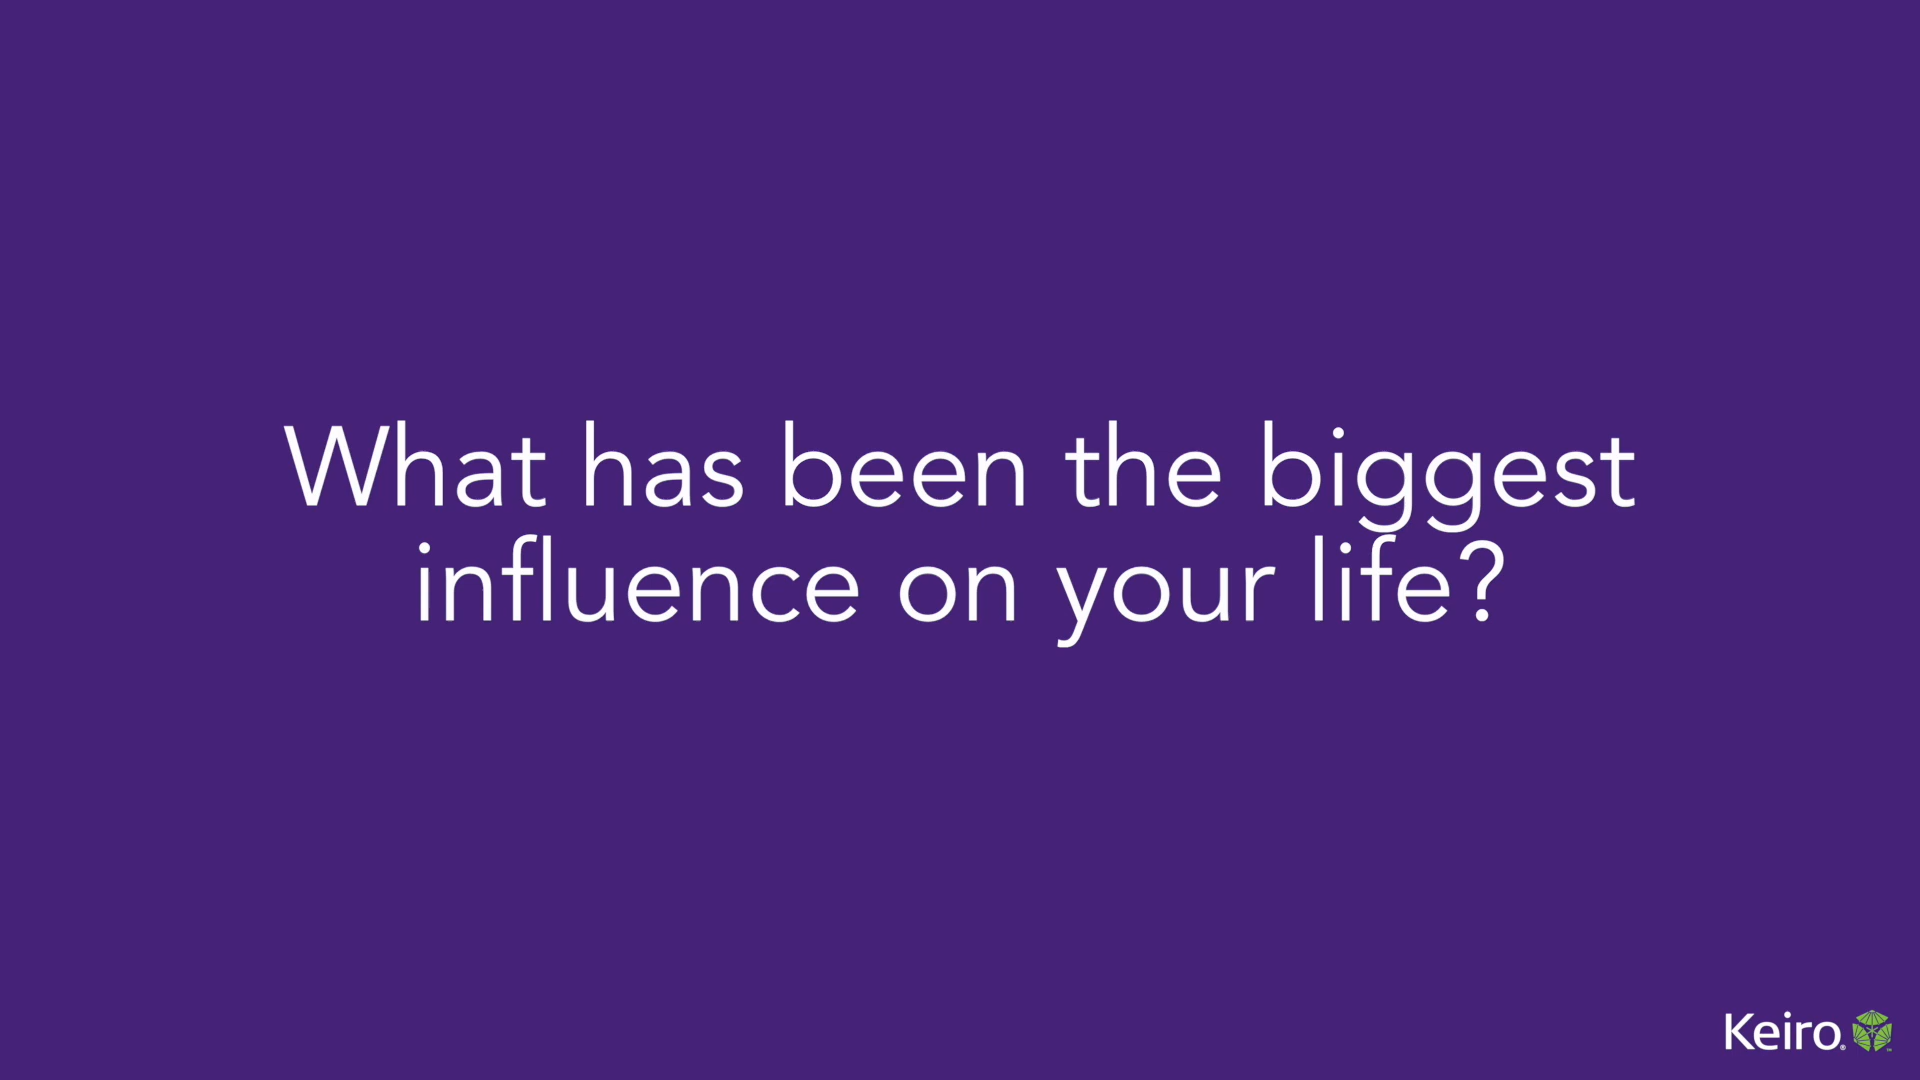 What has been the biggest
influence on your life?
Keiro®